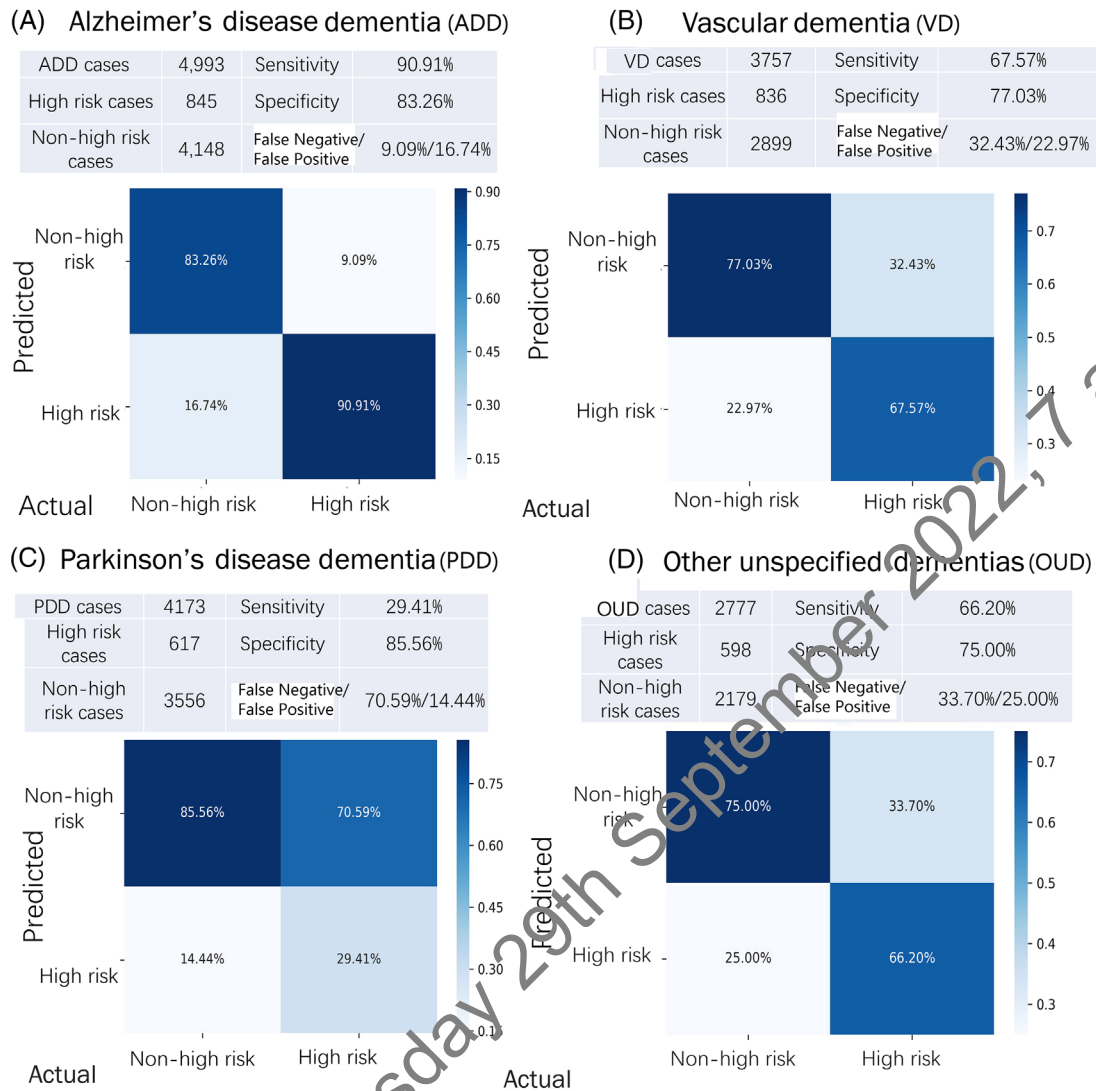 (A) Alzheimer's disease dementia (ADD)
ADD cases 4,993 Sensitivity 90.91%
High risk cases 845 Specificity 83.26%
Non-high risk cases 4,148 False Negative/ False Positive 9.09%/16.74%
0.90
0.75
0.60
0.45
0.30
0.15
Predicted
Non-high risk
83.26% 9.09%
High risk
16.74% 90.91%
Actual
Non-high risk High risk
(B) Vascular dementia (VD)
VD cases 3757 Sensitivity 67.57%
High risk cases 836 Specificity 77.03%
Non-high risk cases 2899 False Negative/ False Positive 32.43%/22.97%
0.7
0.6
0.5
0.4
0.3
Predicted
Non-high risk
77.03% 32.43%
High risk
22.97% 67.57%
Actual
Non-high risk High risk
(C) Parkinson's disease dementia (PDD)
PDD cases 4173 Sensitivity 29.41%
High risk cases 617 Specificity 85.56%
Non-high risk cases 3556 False Negative/ False Positive 70.59%/14.44%
0.75
0.60
0.45
0.30
0.15
Predicted
Non-high risk
85.56% 70.59%
High risk
14.44% 29.41%
Actual
Non-high risk High risk
(D) Other unspecified dementias (OUD)
OUD cases 2777 Sensitivity 66.20%
High risk cases 598 Specificity 75.00%
Non-high risk cases 2179 False Negative/ False Positive 33.70%/25.00%
0.7
0.6
0.5
0.4
0.3
Predicted
Non-high risk
75.00% 33.70%
High risk
25.00% 66.20%
Actual
Non-high risk High risk
sday 29th September 2022, 7 a